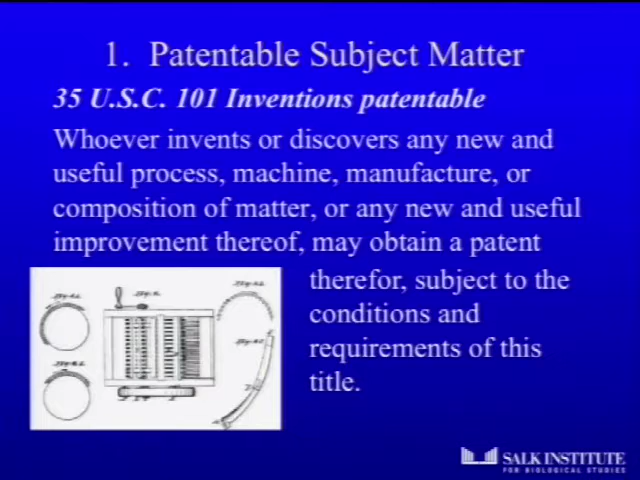 1. Patentable Subject Matter
35 U.S.C. 101 Inventions patentable
Whoever invents or discovers any new and
useful process, machine, manufacture, or
composition of matter, or any new and useful
improvement thereof, may obtain a patent
therefor, subject to the
conditions and
requirements of this
title.
SALK INSTITUTE
FOR BIOLOGICAL STUDIES